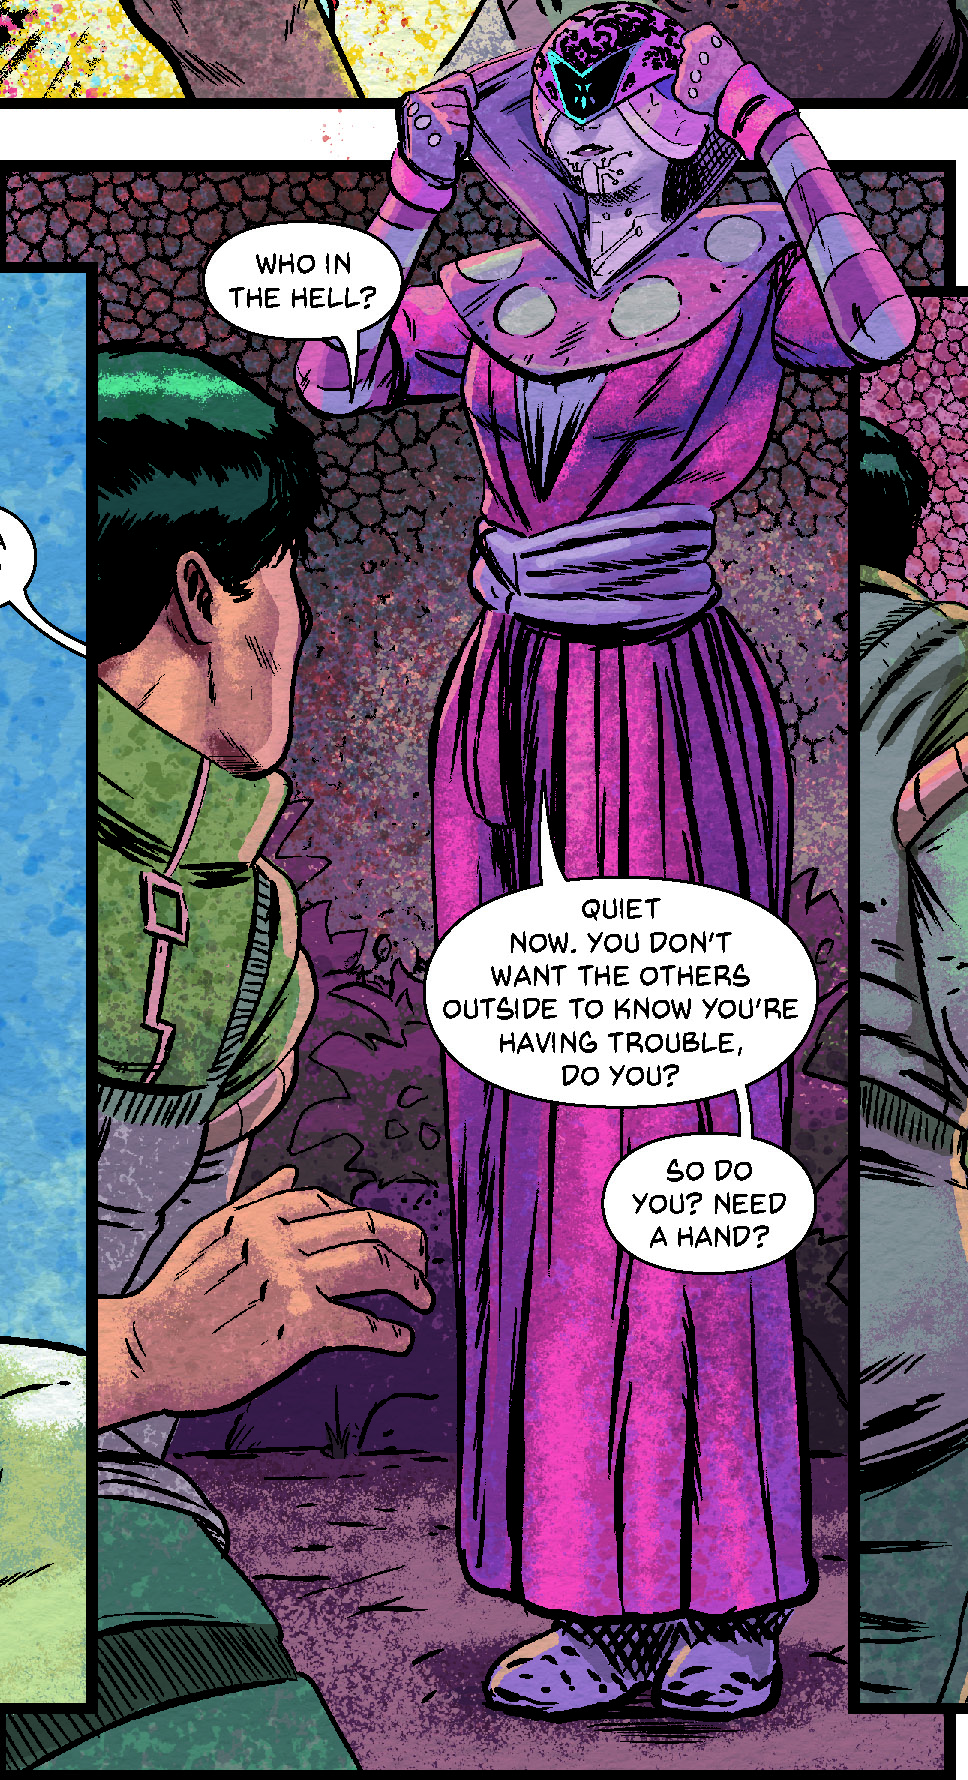 WHO IN
THE HELL?
QUIET
NOW. YOU DON'T
WANT THE OTHERS
OUTSIDE TO KNOW YOU'RE
HAVING TROUBLE,
DO YOU?
SO DO
YOU? NEED
A HAND?